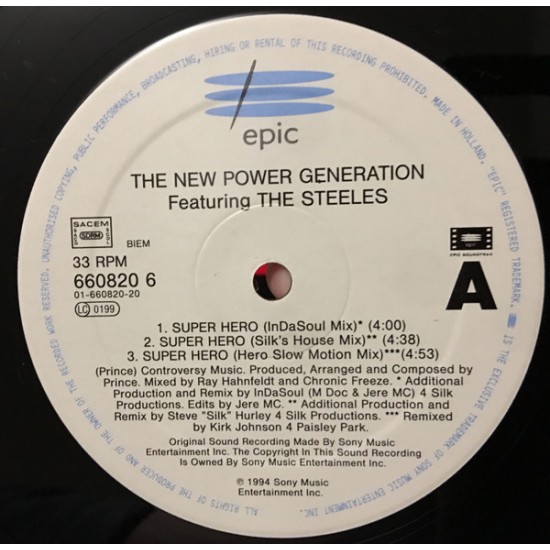 UNAUTHORISED COPYING, PUBLIC PERFORMANCE, BROADCASTING, HIRING OR RENTAL OF THIS RECORDING PROHIBITED. MADE IN HOLLAND. "EPIC" REGISTERED TRADEMARK.
epic
THE NEW POWER GENERATION
Featuring THE STEELES
SACEM
SDRM
BIEM
EPIC SOUNDTRAX
33 RPM
660820 6
01-660820-20
LC 0199
A
1. SUPER HERO (InDaSoul Mix)* (4:00)
2. SUPER HERO (Silk's House Mix)** (4:38)
3. SUPER HERO (Hero Slow Motion Mix)***(4:53)
(Prince) Controversy Music. Produced, Arranged and Composed by
Prince. Mixed by Ray Hahnfeldt and Chronic Freeze. * Additional
Production and Remix by InDaSoul (M Doc & Jere MC) 4 Silk
Productions. Edits by Jere MC. ** Additional Production and
Remix by Steve "Silk" Hurley 4 Silk Productions. *** Remixed
by Kirk Johnson 4 Paisley Park.
Original Sound Recording Made By Sony Music
Entertainment Inc. The Copyright In This Sound Recording
Is Owned By Sony Music Entertainment Inc.
℗ 1994 Sony Music
Entertainment Inc.
IS THE EXCLUSIVE TRADEMARK OF SONY MUSIC ENTERTAINMENT INC.
ALL RIGHTS OF THE PRODUCER AND OF THE OWNER OF THE RECORDED WORK RESERVED.